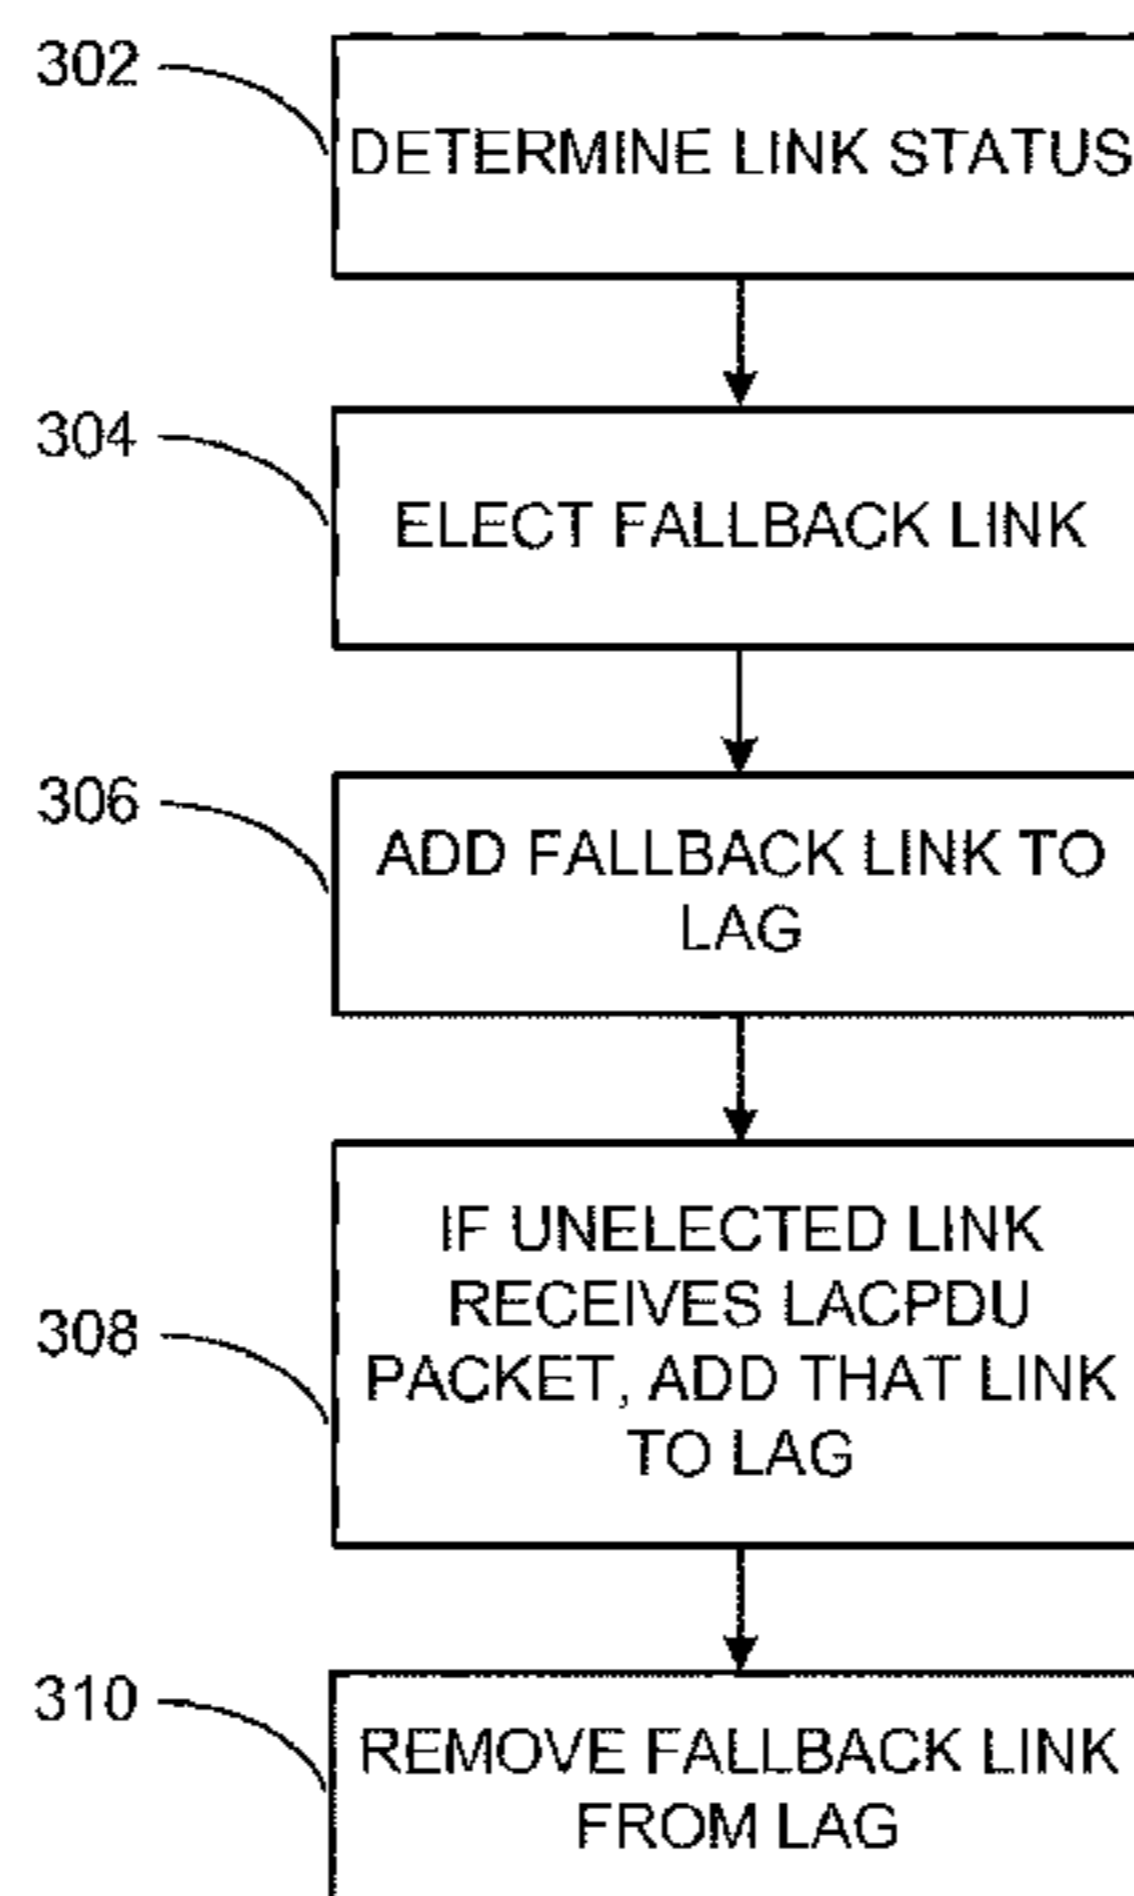 302
DETERMINE LINK STATUS
304
ELECT FALLBACK LINK
306
ADD FALLBACK LINK TO
LAG
308
IF UNELECTED LINK
RECEIVES LACPDU
PACKET, ADD THAT LINK
TO LAG
310
REMOVE FALLBACK LINK
FROM LAG